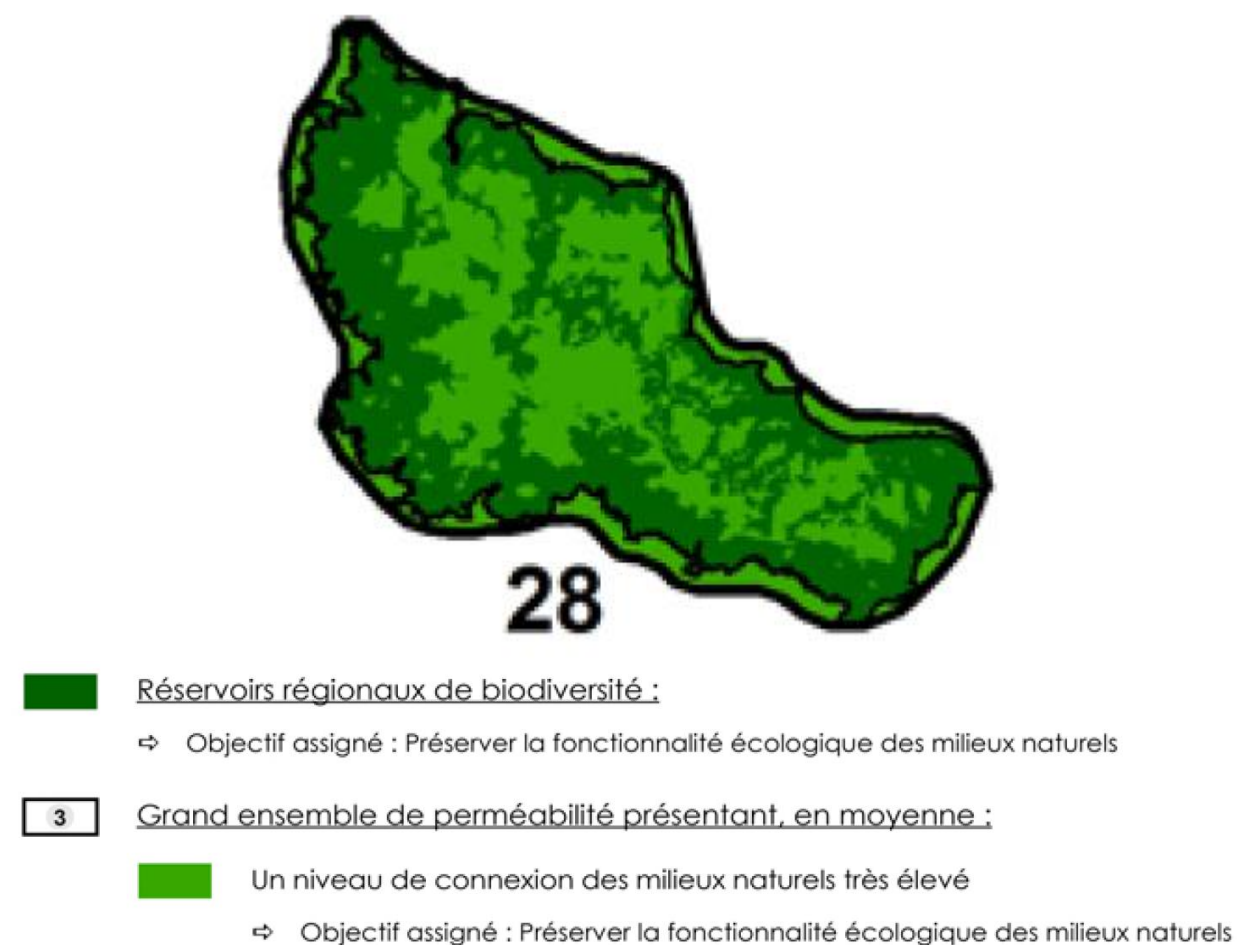 28
Réservoirs régionaux de biodiversité :
⇨ Objectif assigné : Préserver la fonctionnalité écologique des milieux naturels
3 Grand ensemble de perméabilité présentant, en moyenne :
Un niveau de connexion des milieux naturels très élevé
⇨ Objectif assigné : Préserver la fonctionnalité écologique des milieux naturels